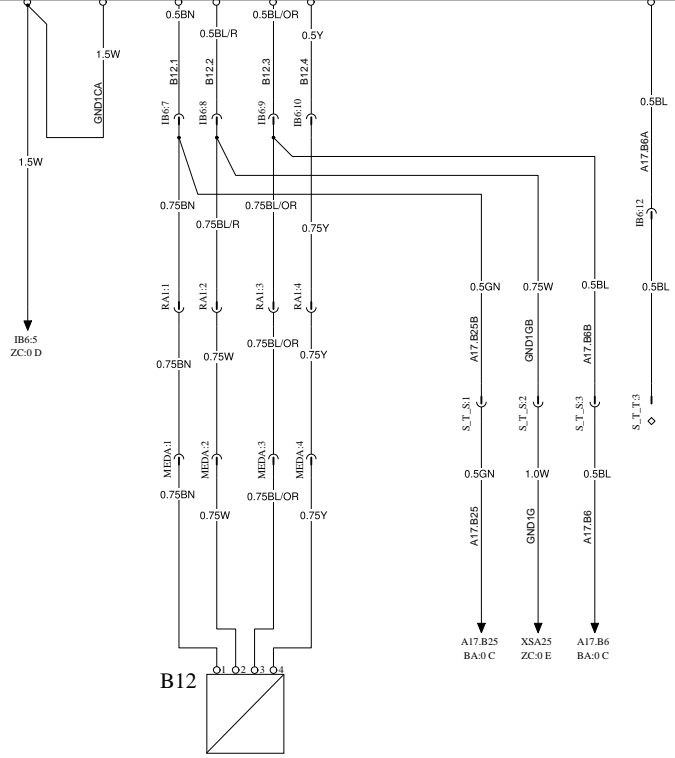 0.5BN
0.5BL/R
0.5BL/OR
0.5Y
1.5W
GND1CA
B12.1
B12.2
B12.3
B12.4
0.5BL
IB6:7
IB6:8
IB6:9
IB6:10
1.5W
A17.B6A
0.75BN
0.75BL/R
0.75BL/OR
0.75Y
IB6:12
RA1:1
RA1:2
RA1:3
RA1:4
0.5GN
0.75W
0.5BL
0.5BL
IB6:5
ZC:0 D
0.75BN
0.75W
0.75BL/OR
0.75Y
A17.B25B
GND1GB
A17.B6B
S_T_S:1
S_T_S:2
S_T_S:3
S_T_T:3
MEDA:1
MEDA:2
MEDA:3
MEDA:4
0.5GN
1.0W
0.5BL
0.75BN
0.75W
0.75BL/OR
0.75Y
A17.B25
GND1G
A17.B6
A17.B25
BA:0 C
XSA25
ZC:0 E
A17.B6
BA:0 C
B12
1
2
3
4